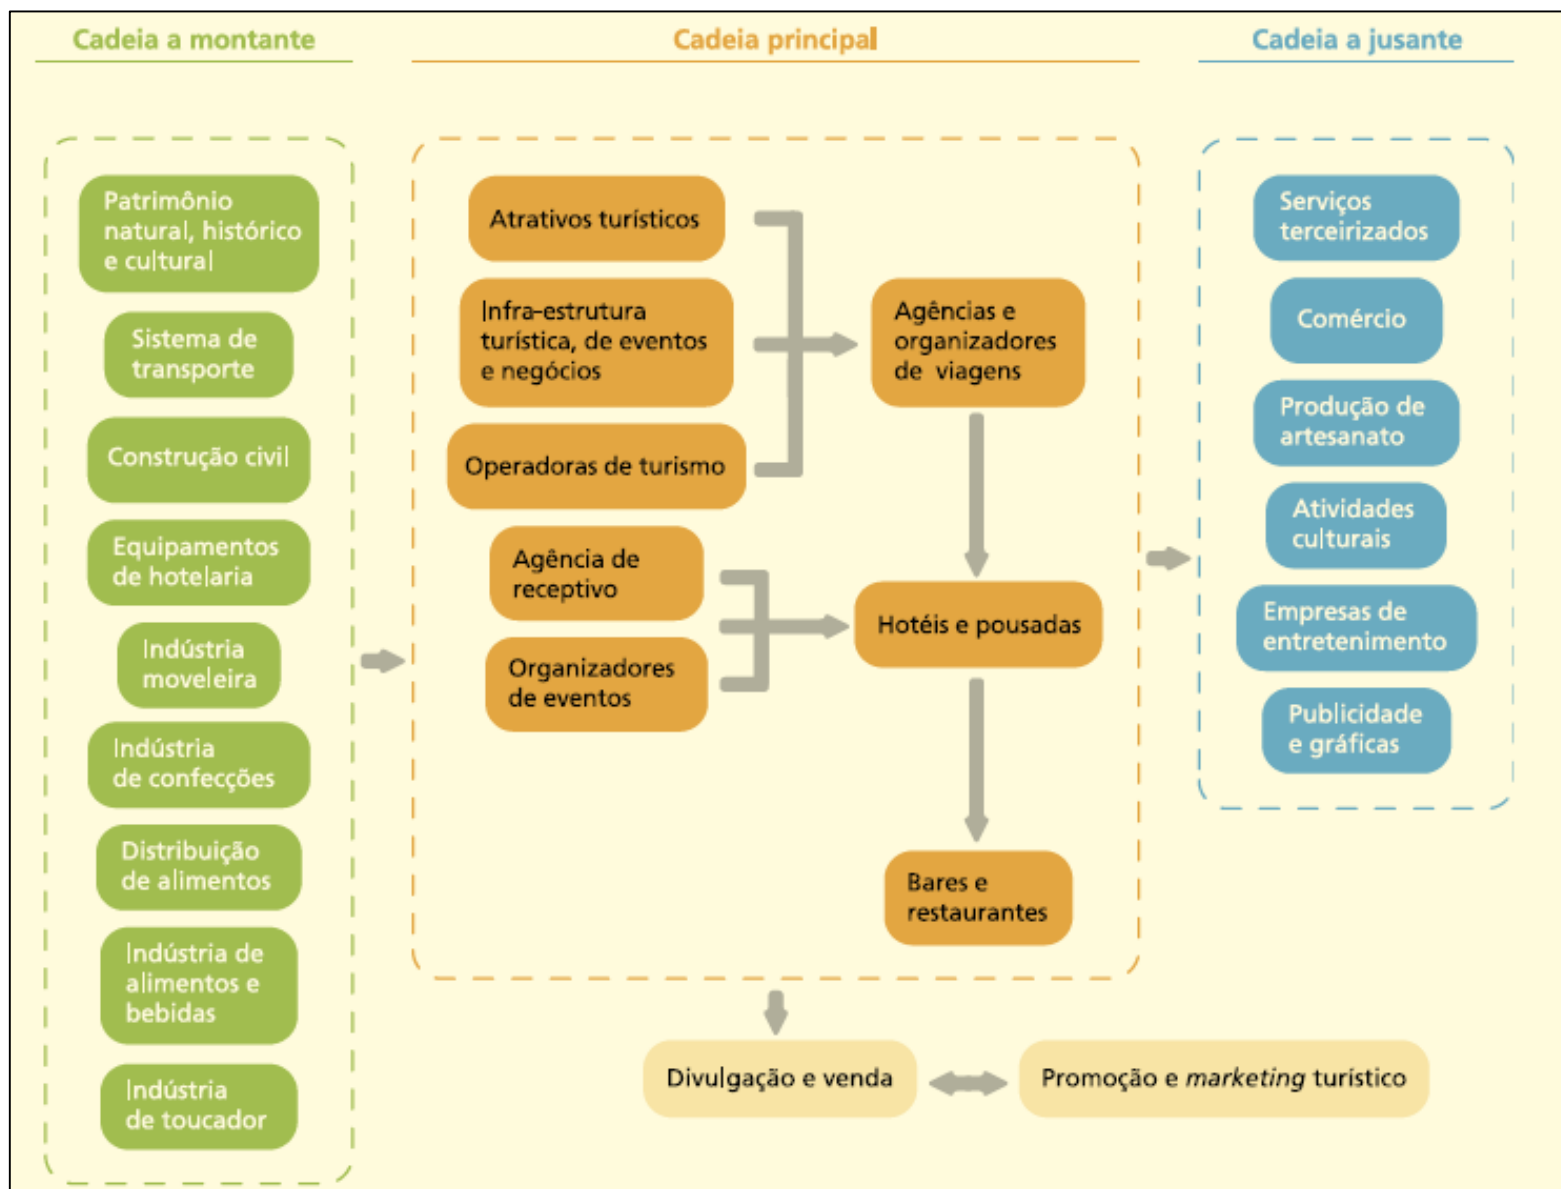 Cadeia a montante
Patrimônio
natural, histórico
e cultural
Sistema de
transporte
Construção civil
Equipamentos
de hotelaria
Indústria
moveleira
Indústria
de confecções
Distribuição
de alimentos
Indústria de
alimentos e
bebidas
Indústria
de toucador
Cadeia principal
Atrativos turísticos
Infra-estrutura
turística, de eventos
e negócios
Operadoras de turismo
Agência de
receptivo
Organizadores
de eventos
Agências e
organizadores
de viagens
Hotéis e pousadas
Bares e
restaurantes
Divulgação e venda
Promoção e marketing turístico
Cadeia a jusante
Serviços
terceirizados
Comércio
Produção de
artesanato
Atividades
culturais
Empresas de
entretenimento
Publicidade
e gráficas